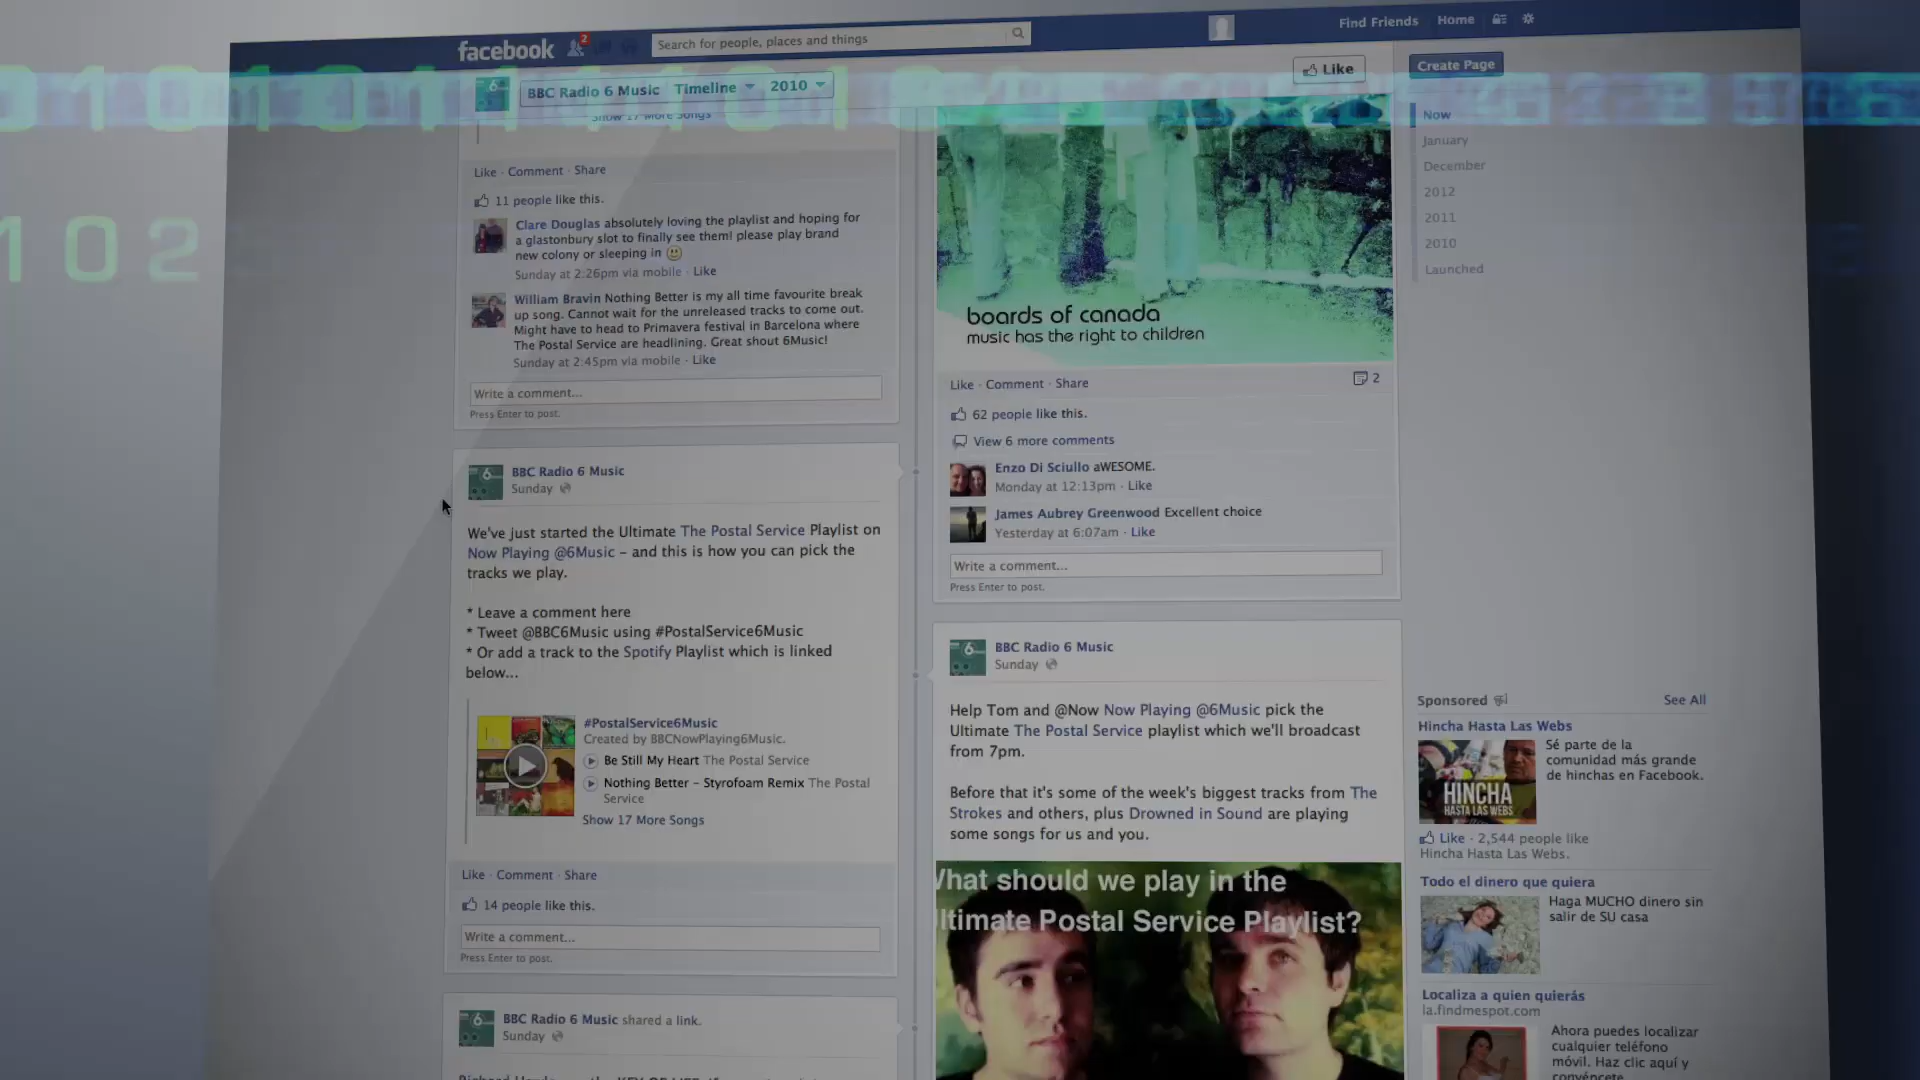 facebook
2
Search for people, places and things
Find Friends
Home
BBC Radio 6 Music
Timeline
2010
Like
Create Page
Show 17 More Songs
Like · Comment · Share
11 people like this.
Clare Douglas absolutely loving the playlist and hoping for
a glastonbury slot to finally see them! please play brand
new colony or sleeping in
Sunday at 2:26pm via mobile · Like
William Bravin Nothing Better is my all time favourite break
up song. Cannot wait for the unreleased tracks to come out.
Might have to head to Primavera festival in Barcelona where
The Postal Service are headlining. Great shout 6Music!
Sunday at 2:45pm via mobile · Like
Write a comment...
Press Enter to post.
BBC Radio 6 Music
Sunday
We've just started the Ultimate The Postal Service Playlist on
Now Playing @6Music – and this is how you can pick the
tracks we play.
* Leave a comment here
* Tweet @BBC6Music using #PostalService6Music
* Or add a track to the Spotify Playlist which is linked
below...
#PostalService6Music
Created by BBCNowPlaying6Music.
Be Still My Heart The Postal Service
Nothing Better – Styrofoam Remix The Postal
Service
Show 17 More Songs
Like · Comment · Share
14 people like this.
Write a comment...
Press Enter to post.
BBC Radio 6 Music shared a link.
Sunday
boards of canada
music has the right to children
Like · Comment · Share
2
62 people like this.
View 6 more comments
Enzo Di Sciullo aWESOME.
Monday at 12:13pm · Like
James Aubrey Greenwood Excellent choice
Yesterday at 6:07am · Like
Write a comment...
Press Enter to post.
BBC Radio 6 Music
Sunday
Help Tom and @Now Now Playing @6Music pick the
Ultimate The Postal Service playlist which we'll broadcast
from 7pm.
Before that it's some of the week's biggest tracks from The
Strokes and others, plus Drowned in Sound are playing
some songs for us and you.
What should we play in the
Ultimate Postal Service Playlist?
Now
January
December
2012
2011
2010
Launched
Sponsored
See All
Hincha Hasta Las Webs
Sé parte de la
comunidad más grande
de hinchas en Facebook.
HINCHA
HASTA LAS WEBS
Like · 2,544 people like
Hincha Hasta Las Webs.
Todo el dinero que quiera
Haga MUCHO dinero sin
salir de SU casa
Localiza a quien quierás
la.findmespot.com
Ahora puedes localizar
cualquier teléfono
móvil. Haz clic aquí y
convéncete
102